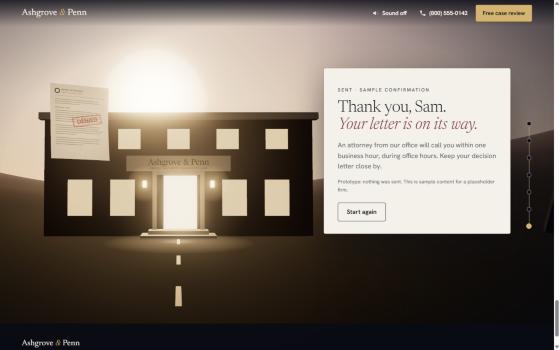 Ashgrove & Penn
Sound off
(800) 555-0142
Free case review
DENIED
Ashgrove & Penn
SENT · SAMPLE CONFIRMATION
Thank you, Sam.
Your letter is on its way.
An attorney from our office will call you within one
business hour, during office hours. Keep your decision
letter close by.
Prototype: nothing was sent. This is sample content for a placeholder
firm.
Start again
Ashgrove & Penn